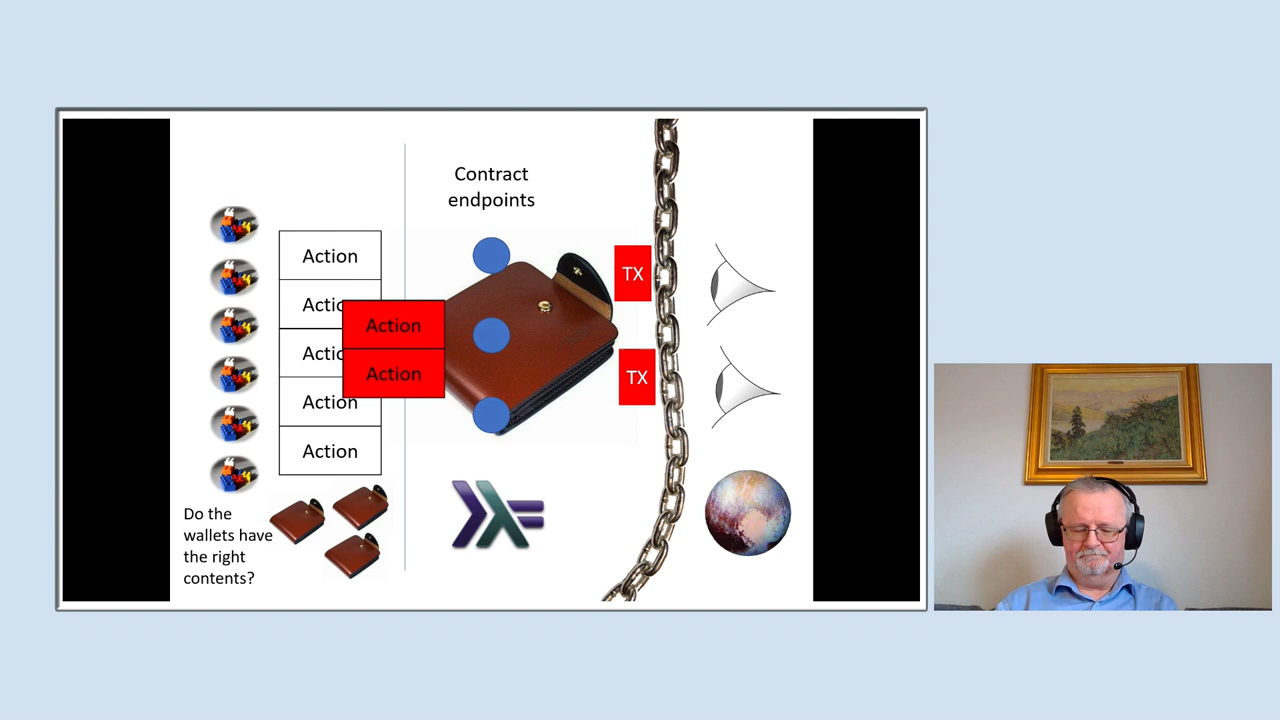 Contract
endpoints
Action
Actio
Action
Actio
Action
Action
Action
TX
TX
Do the
wallets have
the right
contents?